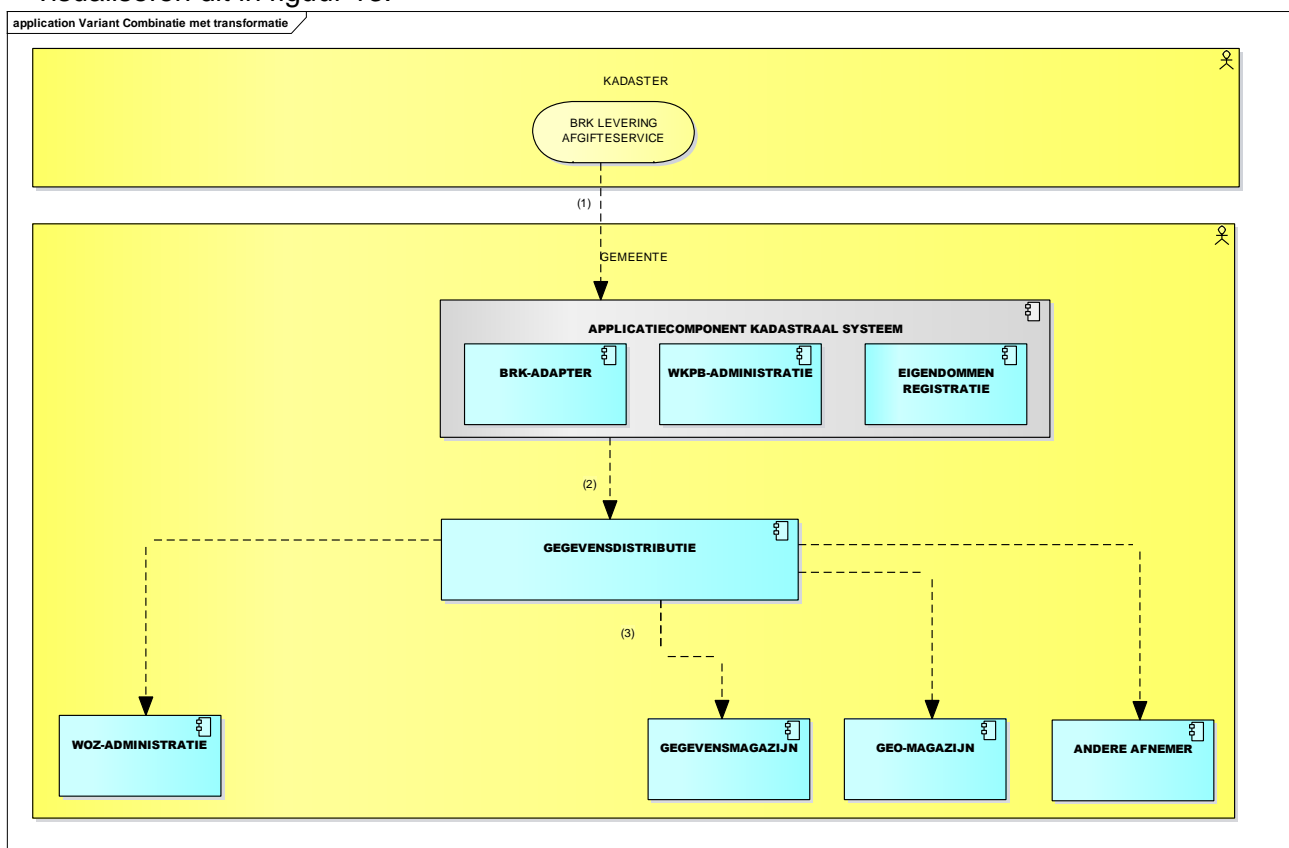 application Variant Combinatie met transformatie
KADASTER
BRK LEVERING
AFGIFTESERVICE
(1)
GEMEENTE
APPLICATIECOMPONENT KADASTRAAL SYSTEEM
BRK-ADAPTER
WKPB-ADMINISTRATIE
EIGENDOMMEN
REGISTRATIE
(2)
GEGEVENSDISTRIBUTIE
(3)
WOZ-ADMINISTRATIE
GEGEVENSMAGAZIJN
GEO-MAGAZIJN
ANDERE AFNEMER